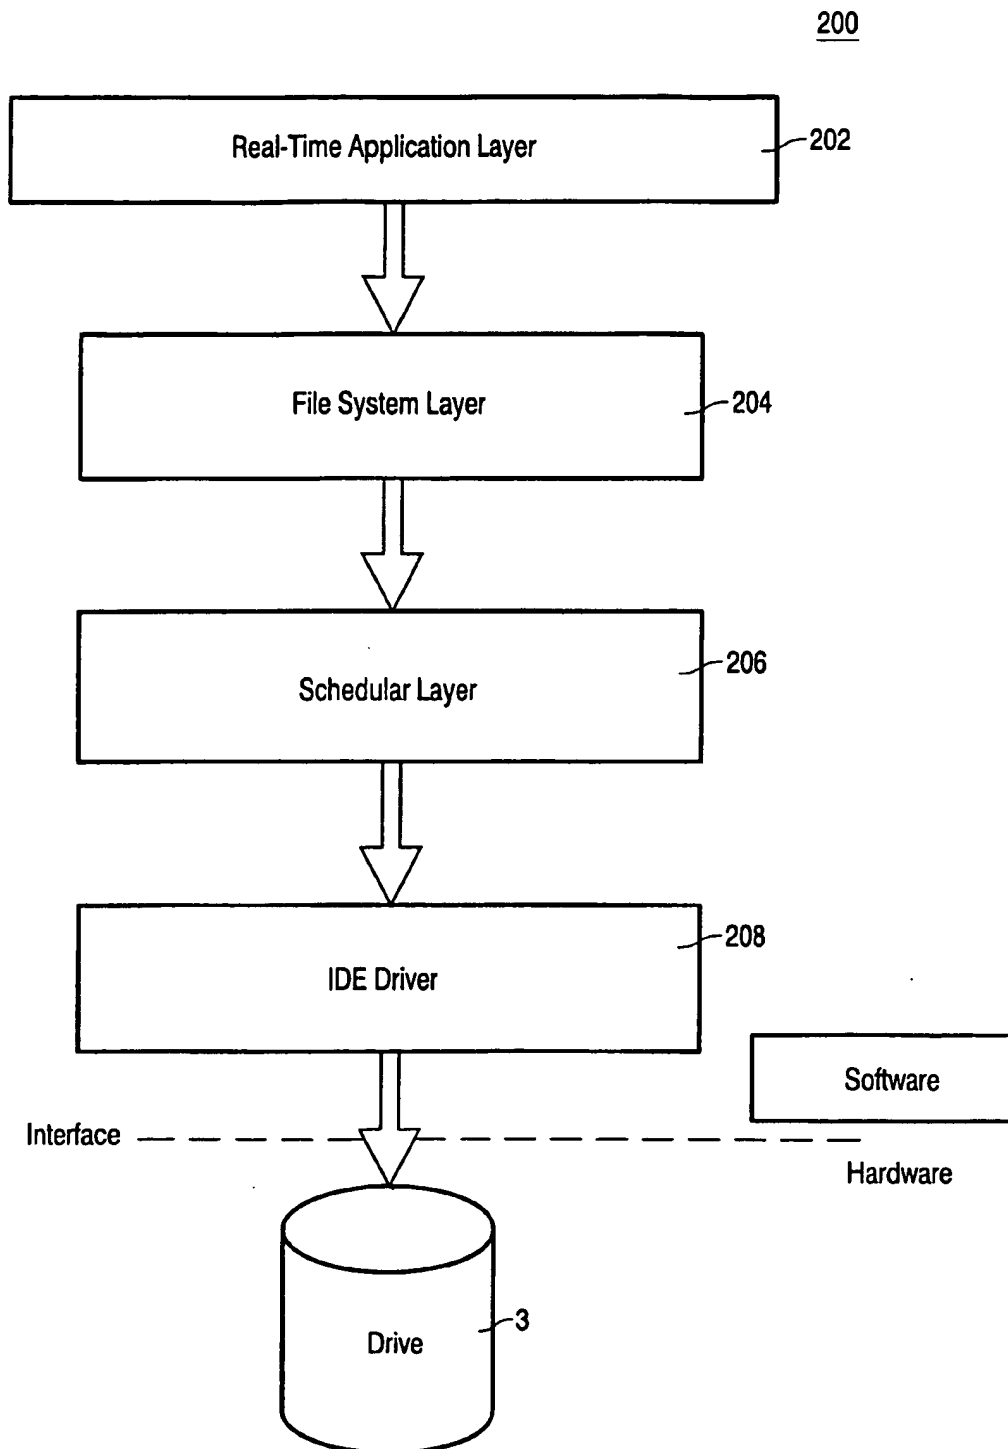 200
Real-Time Application Layer
202
File System Layer
204
Schedular Layer
206
IDE Driver
208
Software
Interface
Hardware
Drive
3